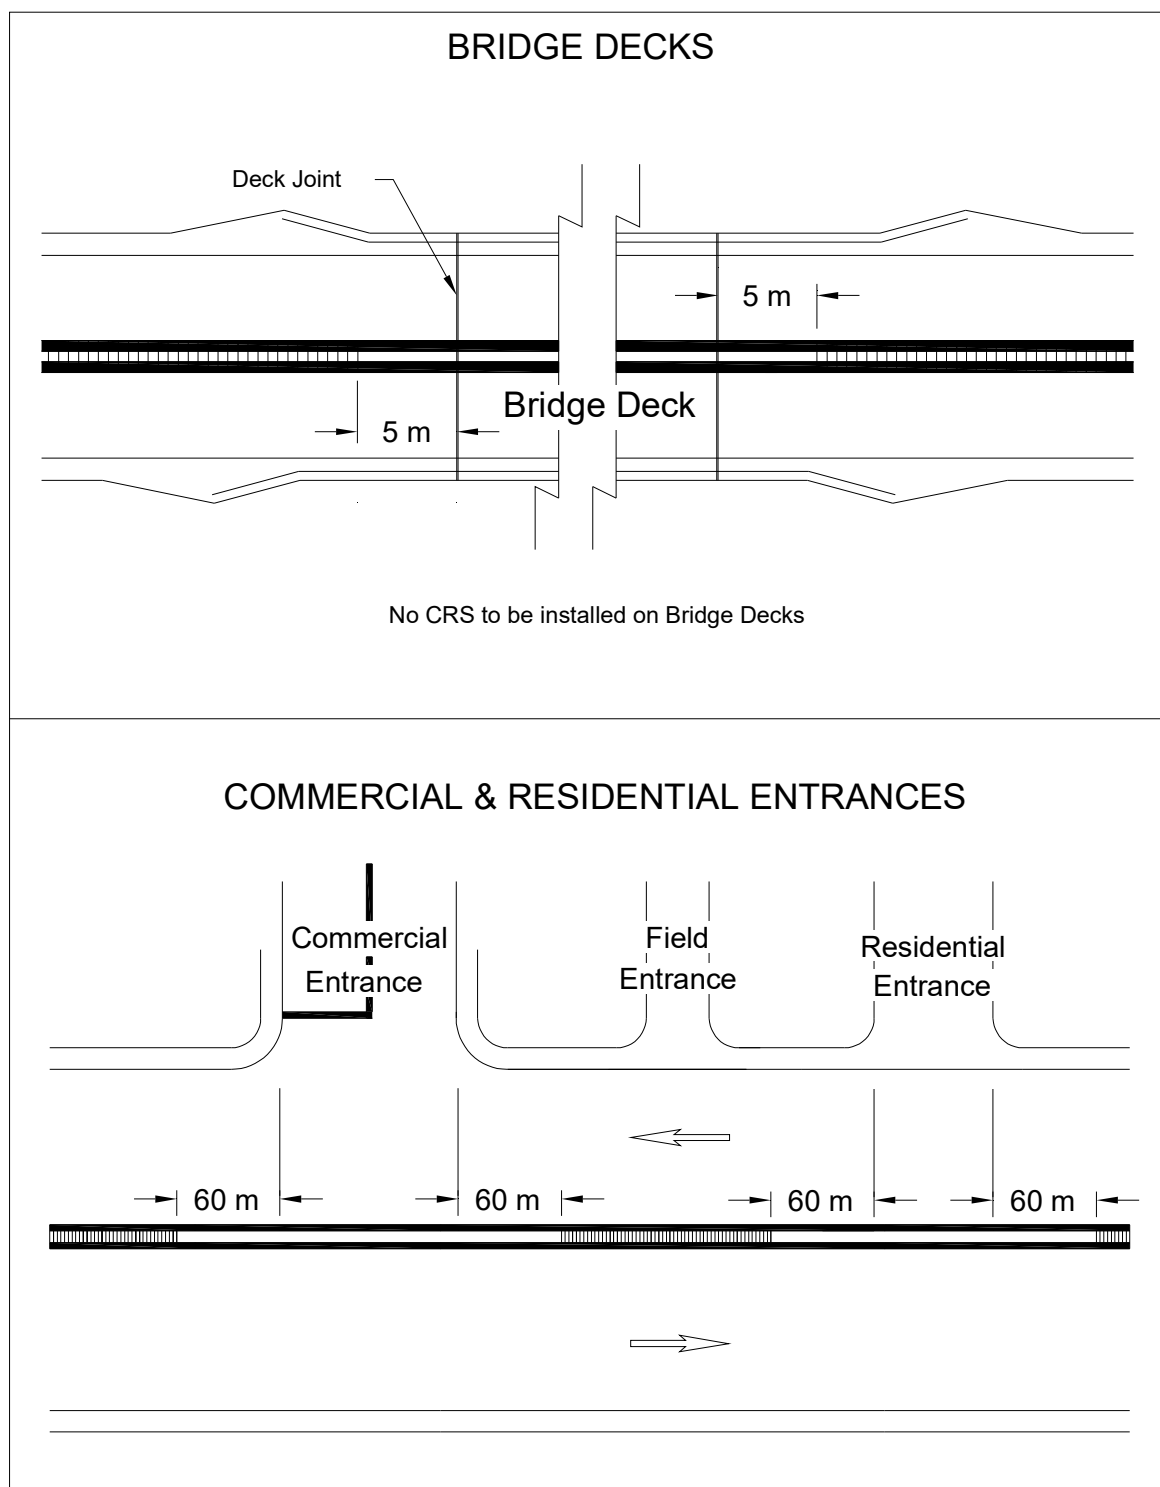 BRIDGE DECKS
Deck Joint
5 m
Bridge Deck
5 m
No CRS to be installed on Bridge Decks
COMMERCIAL & RESIDENTIAL ENTRANCES
Commercial
Entrance
Field
Entrance
Residential
Entrance
60 m
60 m
60 m
60 m